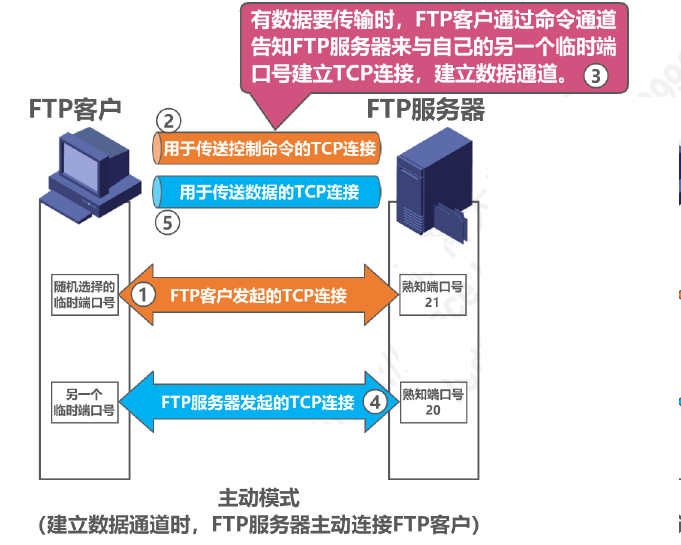 有数据要传输时，FTP客户通过命令通道
告知FTP服务器来与自己的另一个临时端
口号建立TCP连接，建立数据通道。 ③
FTP客户
FTP服务器
②
用于传送控制命令的TCP连接
用于传送数据的TCP连接
⑤
随机选择的
临时端口号
① FTP客户发起的TCP连接
熟知端口号
21
另一个
临时端口号
FTP服务器发起的TCP连接 ④
熟知端口号
20
主动模式
(建立数据通道时，FTP服务器主动连接FTP客户)